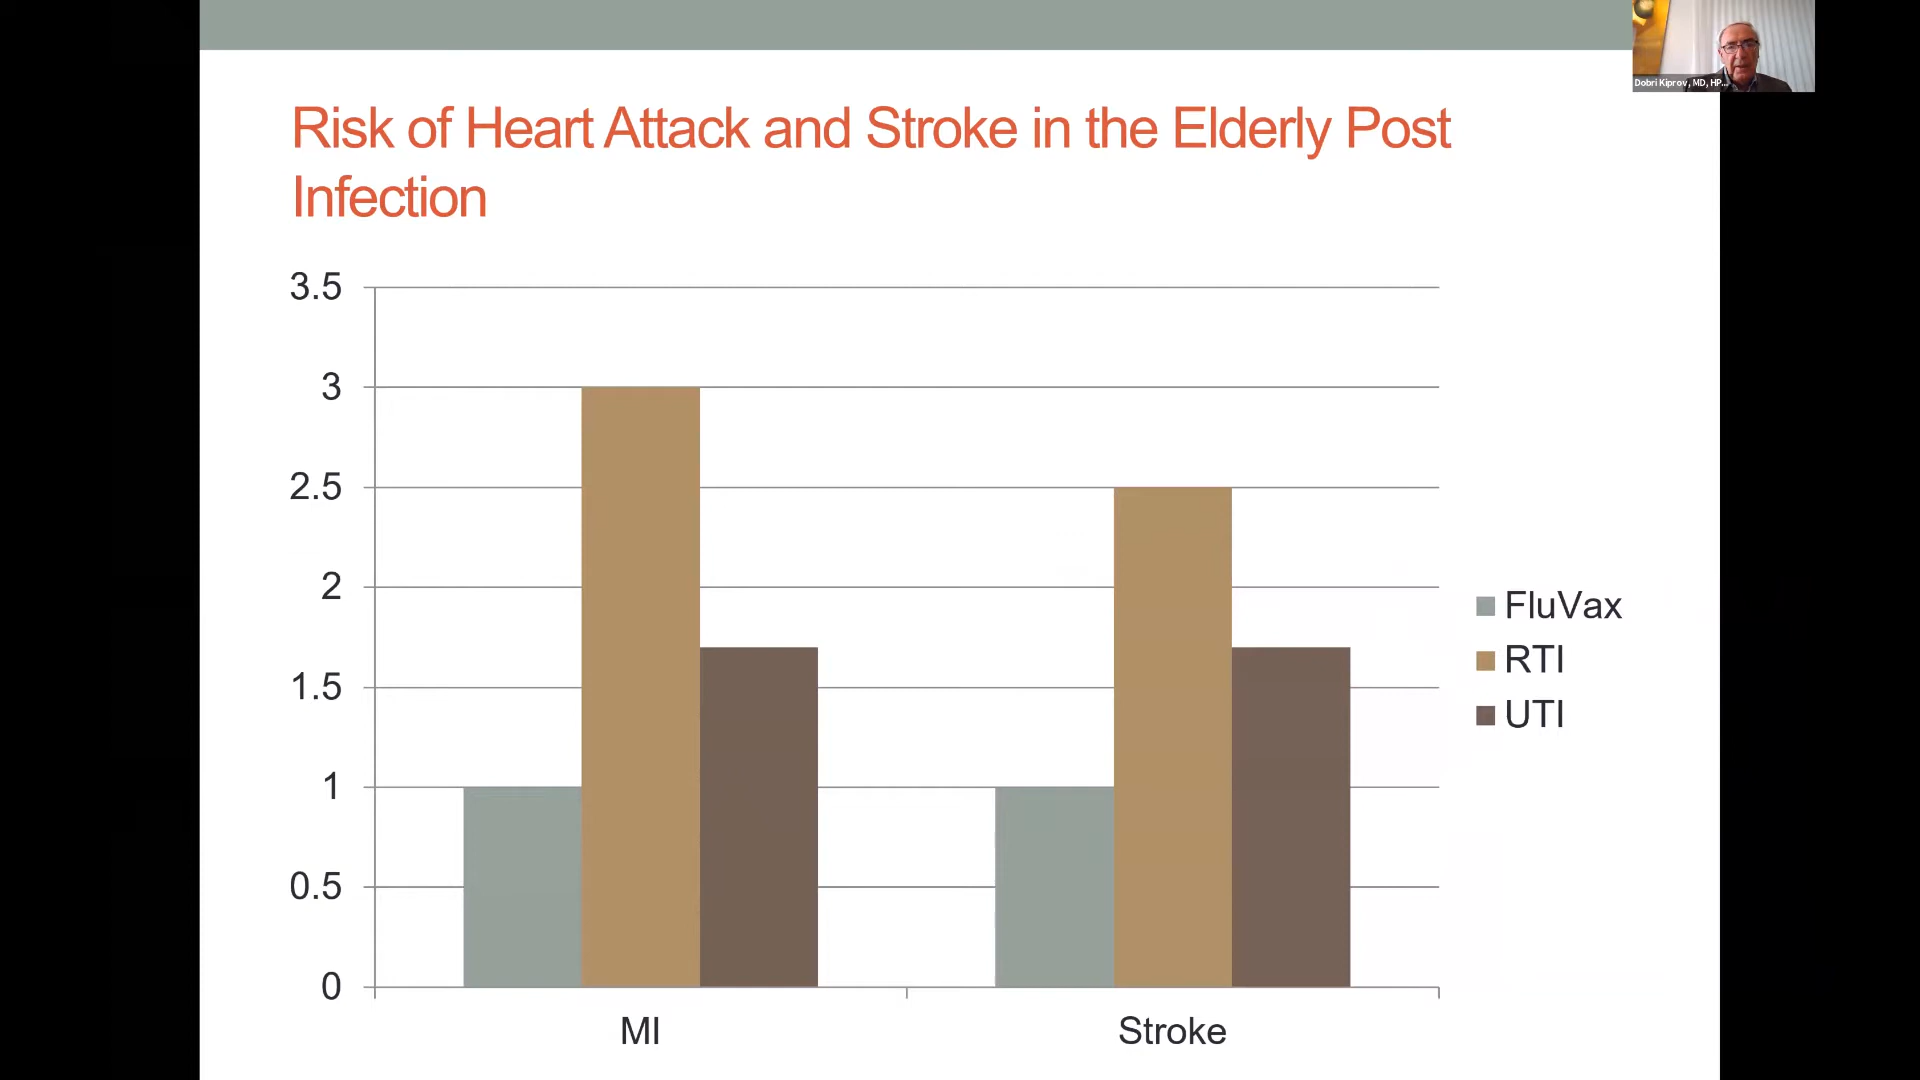 Dobri Kiprov, MD, HP...
Risk of Heart Attack and Stroke in the Elderly Post
Infection
3.5
3
2.5
2
1.5
1
0.5
0
MI
Stroke
FluVax
RTI
UTI